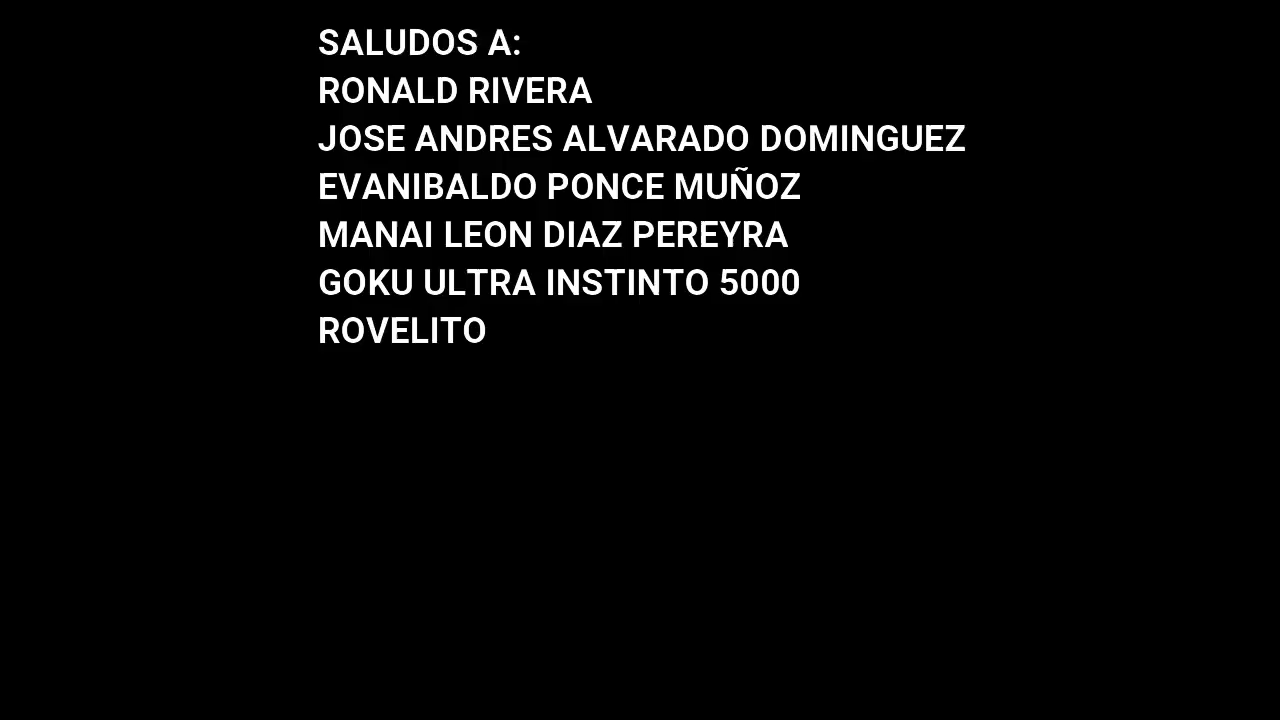 SALUDOS A:
RONALD RIVERA
JOSE ANDRES ALVARADO DOMINGUEZ
EVANIBALDO PONCE MUÑOZ
MANAI LEON DIAZ PEREYRA
GOKU ULTRA INSTINTO 5000
ROVELITO